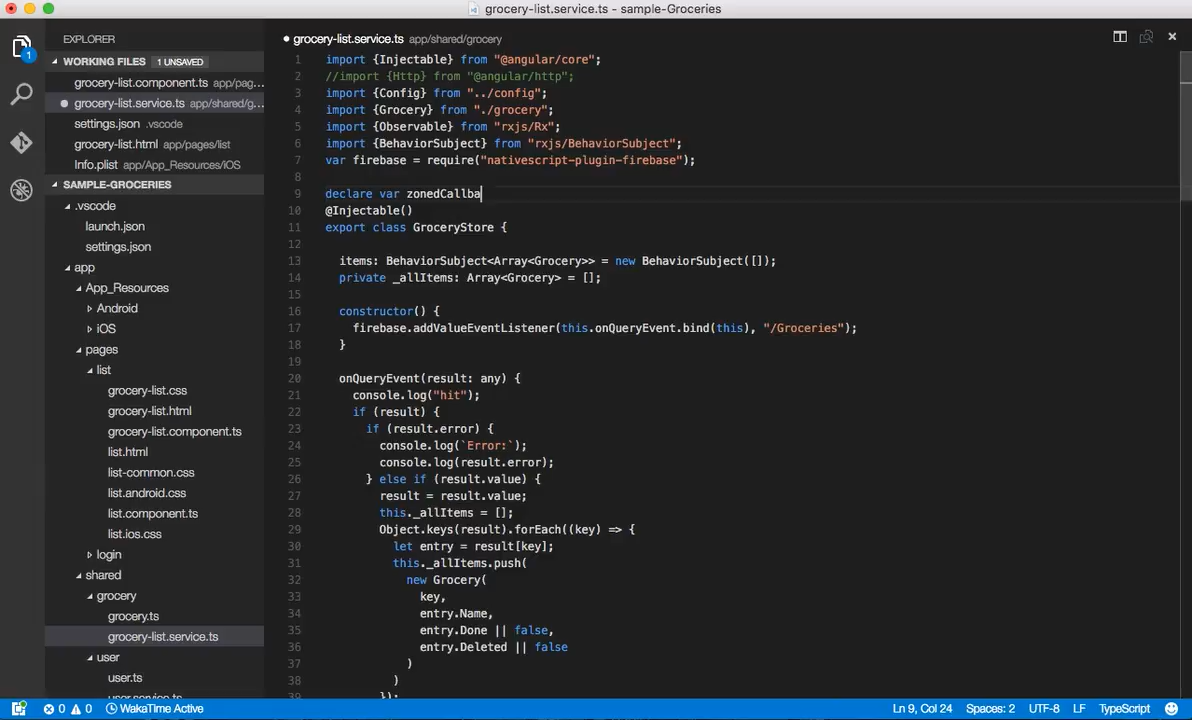 grocery-list.service.ts - sample-Groceries
1
EXPLORER
WORKING FILES 1 UNSAVED
grocery-list.component.ts app/pag...
grocery-list.service.ts app/shared/g...
settings.json .vscode
grocery-list.html app/pages/list
Info.plist app/App_Resources/iOS
SAMPLE-GROCERIES
.vscode
launch.json
settings.json
app
App_Resources
Android
iOS
pages
list
grocery-list.css
grocery-list.html
grocery-list.component.ts
list.html
list-common.css
list.android.css
list.component.ts
list.ios.css
login
shared
grocery
grocery.ts
grocery-list.service.ts
user
user.ts
user.service.ts
grocery-list.service.ts app/shared/grocery
1 import {Injectable} from "@angular/core";
2 //import {Http} from "@angular/http";
3 import {Config} from "../config";
4 import {Grocery} from "./grocery";
5 import {Observable} from "rxjs/Rx";
6 import {BehaviorSubject} from "rxjs/BehaviorSubject";
7 var firebase = require("nativescript-plugin-firebase");
8
9 declare var zonedCallba
10 @Injectable()
11 export class GroceryStore {
12
13 items: BehaviorSubject<Array<Grocery>> = new BehaviorSubject([]);
14 private _allItems: Array<Grocery> = [];
15
16 constructor() {
17 firebase.addValueEventListener(this.onQueryEvent.bind(this), "/Groceries");
18 }
19
20 onQueryEvent(result: any) {
21 console.log("hit");
22 if (result) {
23 if (result.error) {
24 console.log(`Error:`);
25 console.log(result.error);
26 } else if (result.value) {
27 result = result.value;
28 this._allItems = [];
29 Object.keys(result).forEach((key) => {
30 let entry = result[key];
31 this._allItems.push(
32 new Grocery(
33 key,
34 entry.Name,
35 entry.Done || false,
36 entry.Deleted || false
37 )
38 )
39 });
0 0 WakaTime Active
Ln 9, Col 24 Spaces: 2 UTF-8 LF TypeScript